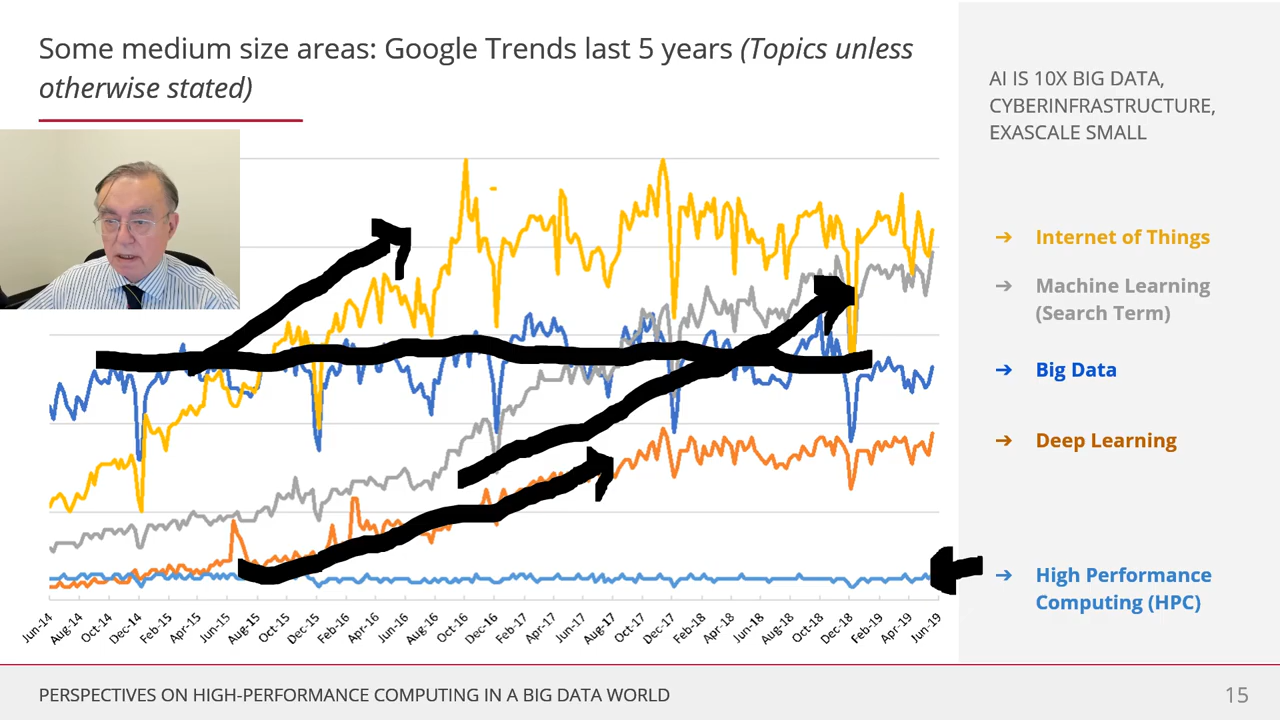 Some medium size areas: Google Trends last 5 years (Topics unless
otherwise stated)
AI IS 10X BIG DATA,
CYBERINFRASTRUCTURE,
EXASCALE SMALL
→ Internet of Things
→ Machine Learning
(Search Term)
→ Big Data
→ Deep Learning
→ High Performance
Computing (HPC)
Jun-14 Aug-14 Oct-14 Dec-14 Feb-15 Apr-15 Jun-15 Aug-15 Oct-15 Dec-15 Feb-16 Apr-16 Jun-16 Aug-16 Oct-16 Dec-16 Feb-17 Apr-17 Jun-17 Aug-17 Oct-17 Dec-17 Feb-18 Apr-18 Jun-18 Aug-18 Oct-18 Dec-18 Feb-19 Apr-19 Jun-19
PERSPECTIVES ON HIGH-PERFORMANCE COMPUTING IN A BIG DATA WORLD
15